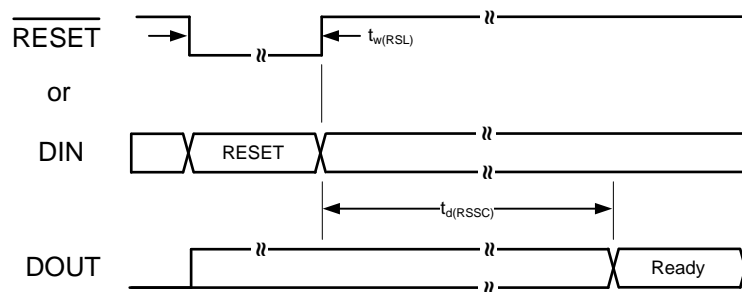 RESET
t_w(RSL)
or
DIN
RESET
t_d(RSSC)
DOUT
Ready